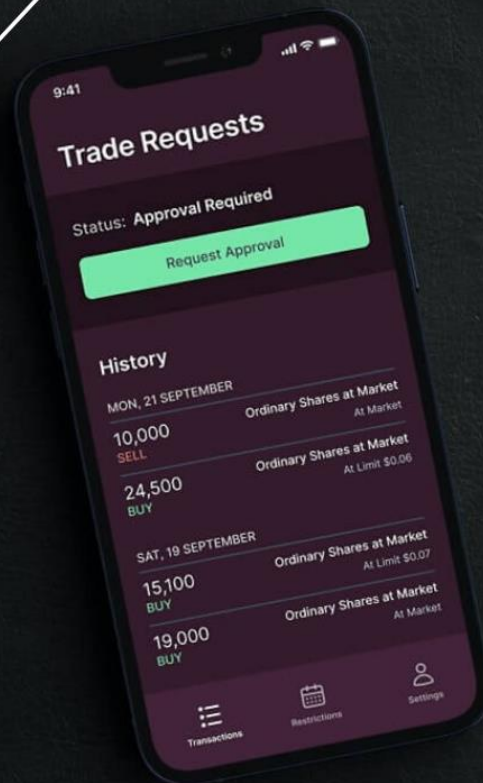 9:41
Trade Requests
Status: Approval Required
Request Approval
History
MON, 21 SEPTEMBER
10,000 Ordinary Shares at Market
SELL At Market
24,500 Ordinary Shares at Market
BUY At Limit $0.06
SAT, 19 SEPTEMBER
15,100 Ordinary Shares at Market
BUY At Limit $0.07
19,000 Ordinary Shares at Market
BUY At Market
Transactions Restrictions Settings